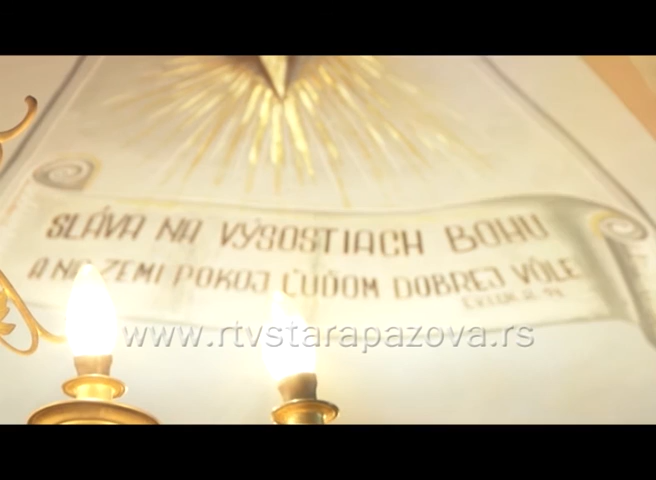 SLÁVA NA VÝSOSTIACH BOHU
A NA ZEMI POKOJ ĽUĎOM DOBREJ VÔLE
www.rtvstarapazova.rs